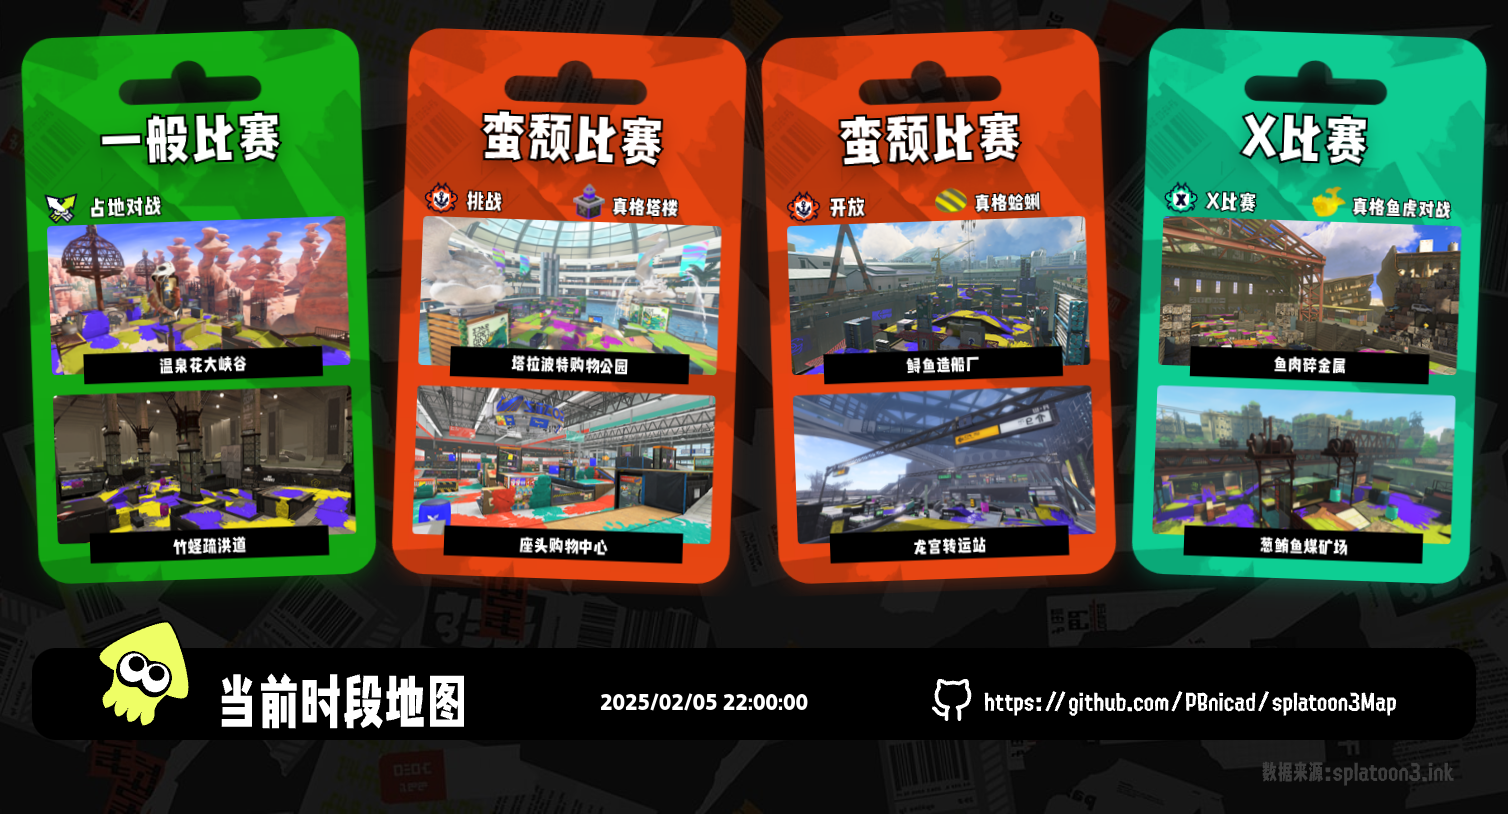 一般比赛
占地对战
温泉花大峡谷
竹蛏疏洪道
蛮颓比赛
挑战
真格塔楼
塔拉波特购物公园
座头购物中心
蛮颓比赛
开放
真格蛤蜊
鲟鱼造船厂
龙宫转运站
X比赛
X比赛
真格鱼虎对战
鱼肉碎金属
葱鲔鱼煤矿场
当前时段地图
2025/02/05 22:00:00
https://github.com/PBnicad/splatoon3Map
数据来源:splatoon3.ink